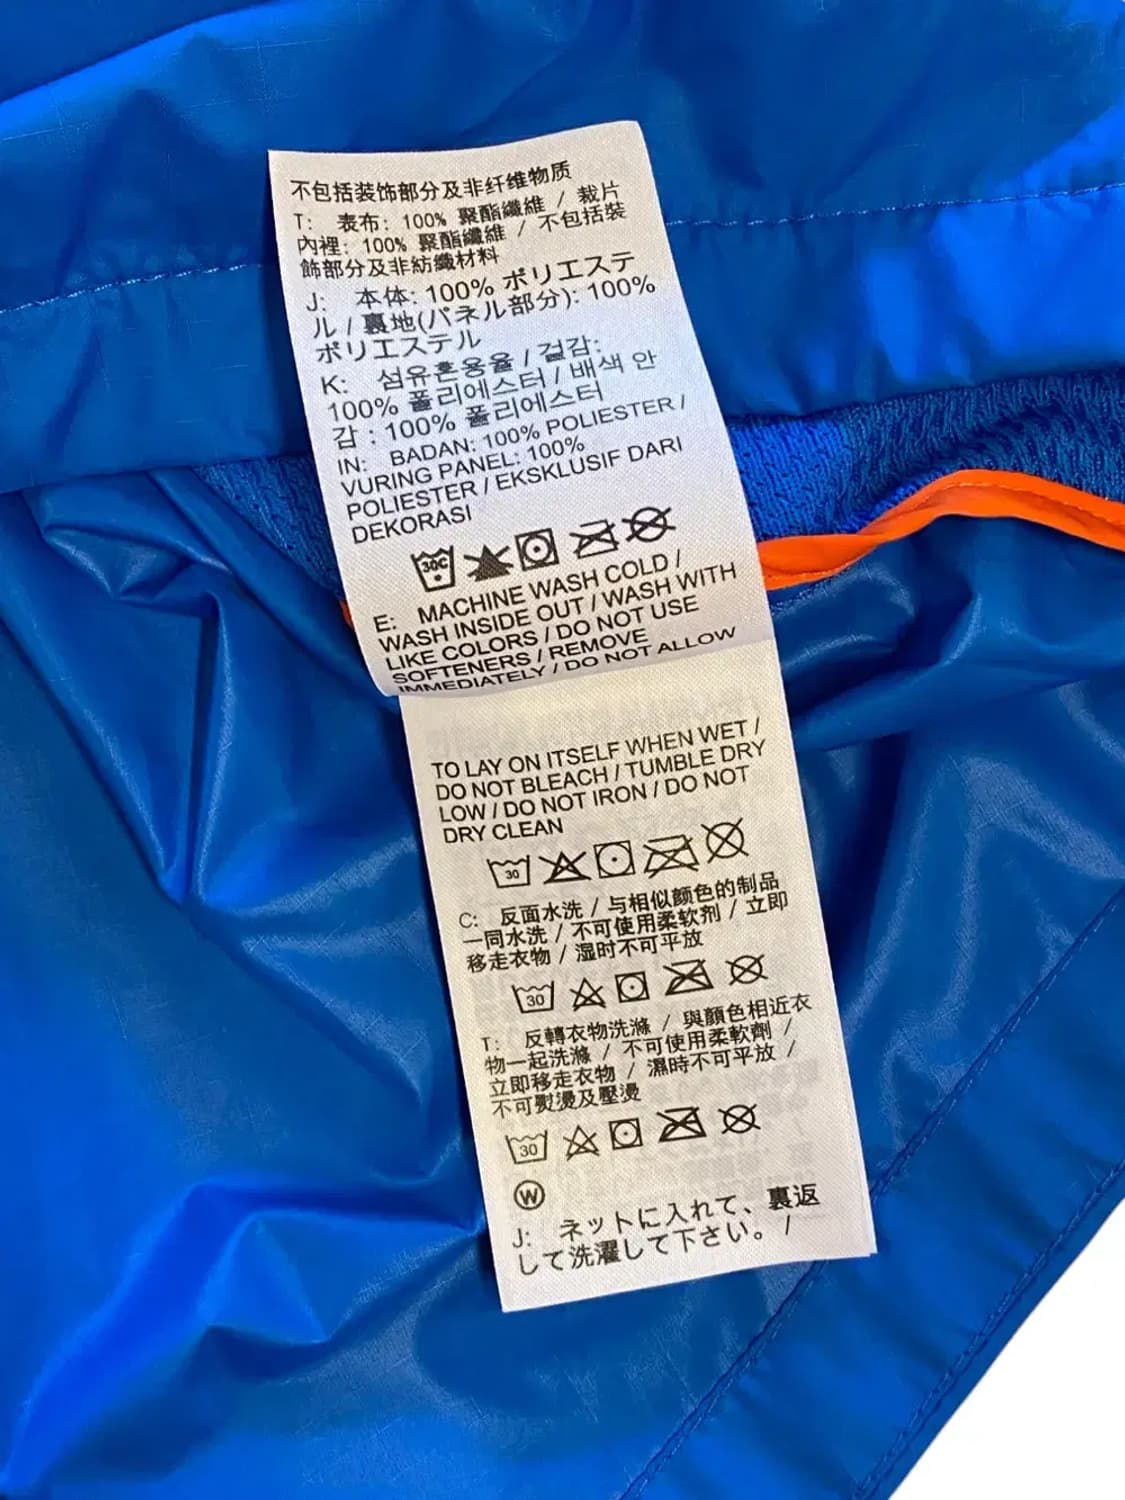 不包括装饰部分及非纤维物质
T: 表布: 100% 聚酯纖維 / 裁片
內裡: 100% 聚酯纖維 / 不包括裝
飾部分及非紡纖材料
J: 本体: 100% ポリエステ
ル / 裏地(パネル部分): 100%
ポリエステル
K: 섬유혼용율 / 겉감:
100% 폴리에스터 / 배색 안
감 : 100% 폴리에스터
IN: BADAN: 100% POLIESTER /
VURING PANEL: 100%
POLIESTER / EKSKLUSIF DARI
DEKORASI
30C
E: MACHINE WASH COLD /
WASH INSIDE OUT / WASH WITH
LIKE COLORS / DO NOT USE
SOFTENERS / REMOVE
IMMEDIATELY / DO NOT ALLOW
TO LAY ON ITSELF WHEN WET /
DO NOT BLEACH / TUMBLE DRY
LOW / DO NOT IRON / DO NOT
DRY CLEAN
30
C: 反面水洗 / 与相似颜色的制品
一同水洗 / 不可使用柔软剂 / 立即
移走衣物 / 湿时不可平放
30
T: 反轉衣物洗滌 / 與顏色相近衣
物一起洗滌 / 不可使用柔軟劑 /
立即移走衣物 / 濕時不可平放 /
不可熨燙及壓燙
30
W
J: ネットに入れて、裏返
して洗濯して下さい。 /